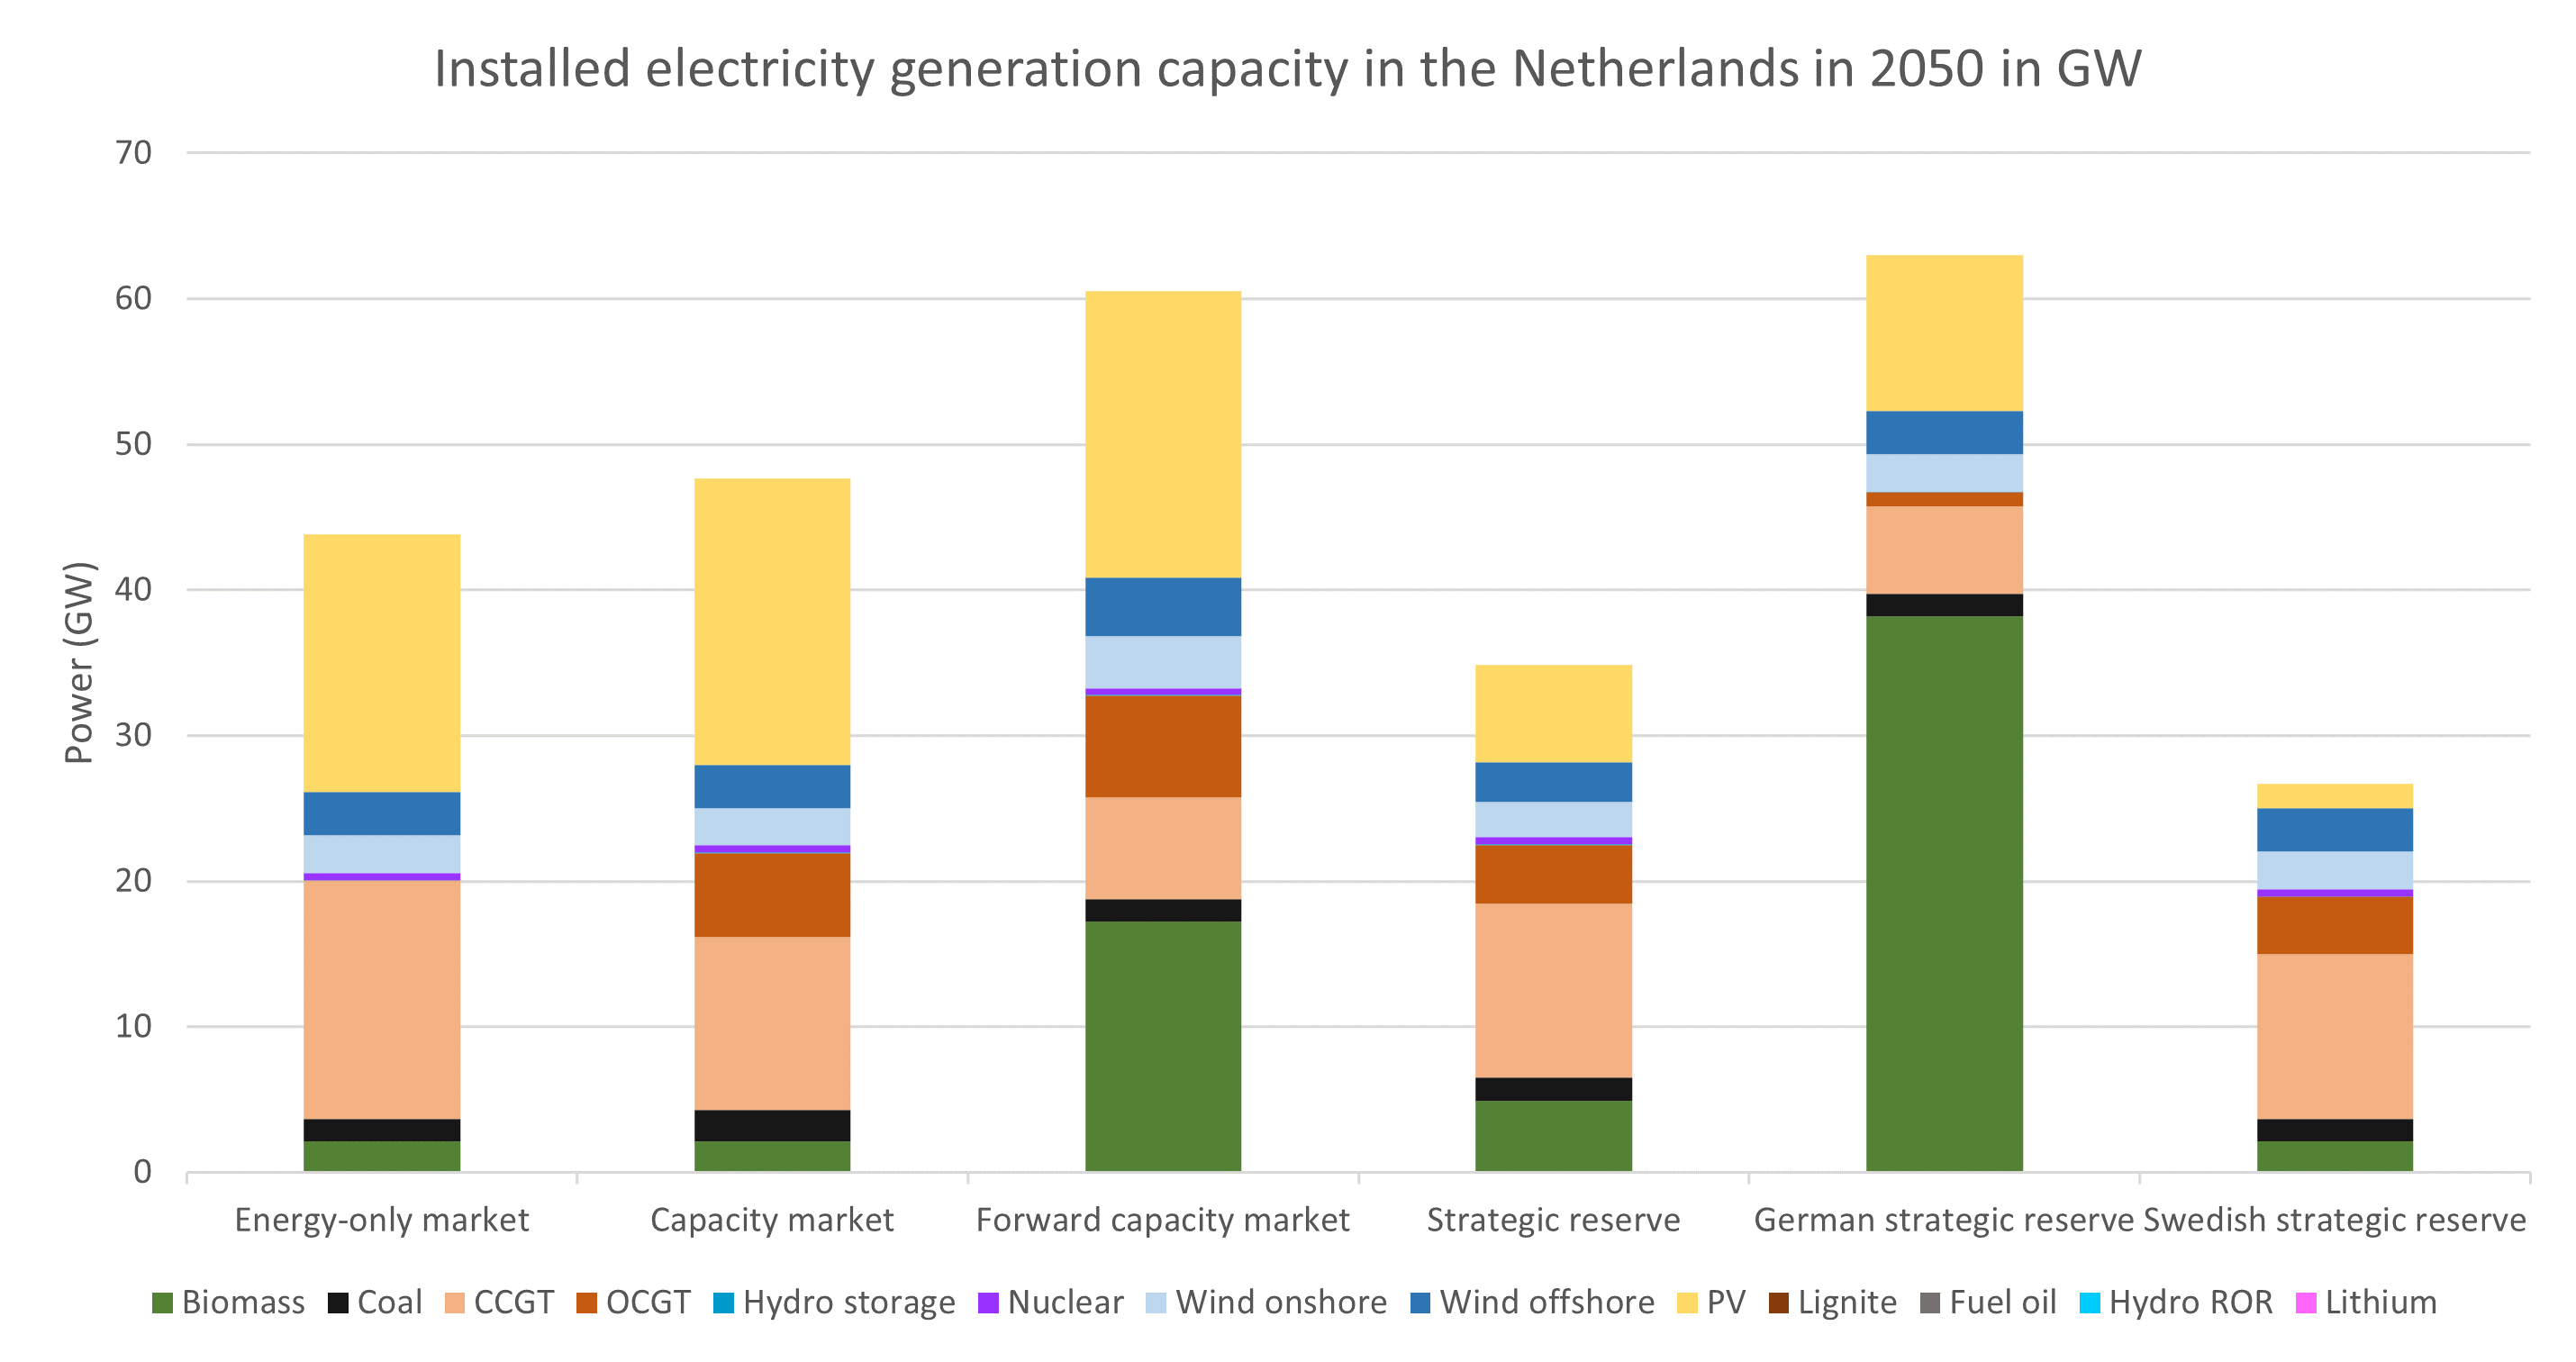 Installed electricity generation capacity in the Netherlands in 2050 in GW
Power (GW)
70
60
50
40
30
20
10
0
Energy-only market
Capacity market
Forward capacity market
Strategic reserve
German strategic reserve
Swedish strategic reserve
Biomass Coal CCGT OCGT Hydro storage Nuclear Wind onshore Wind offshore PV Lignite Fuel oil Hydro ROR Lithium